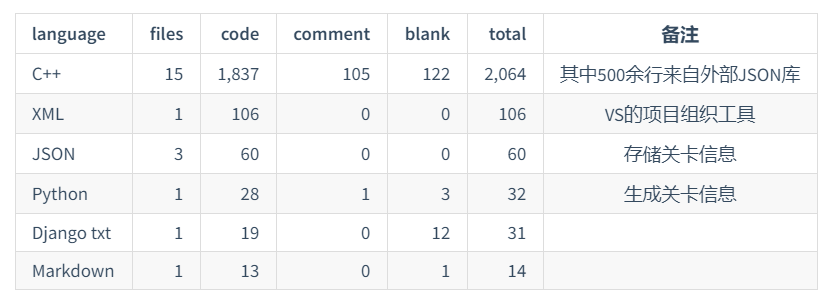 language files code comment blank total 备注
C++ 15 1,837 105 122 2,064 其中500余行来自外部JSON库
XML 1 106 0 0 106 VS的项目组织工具
JSON 3 60 0 0 60 存储关卡信息
Python 1 28 1 3 32 生成关卡信息
Django txt 1 19 0 12 31
Markdown 1 13 0 1 14